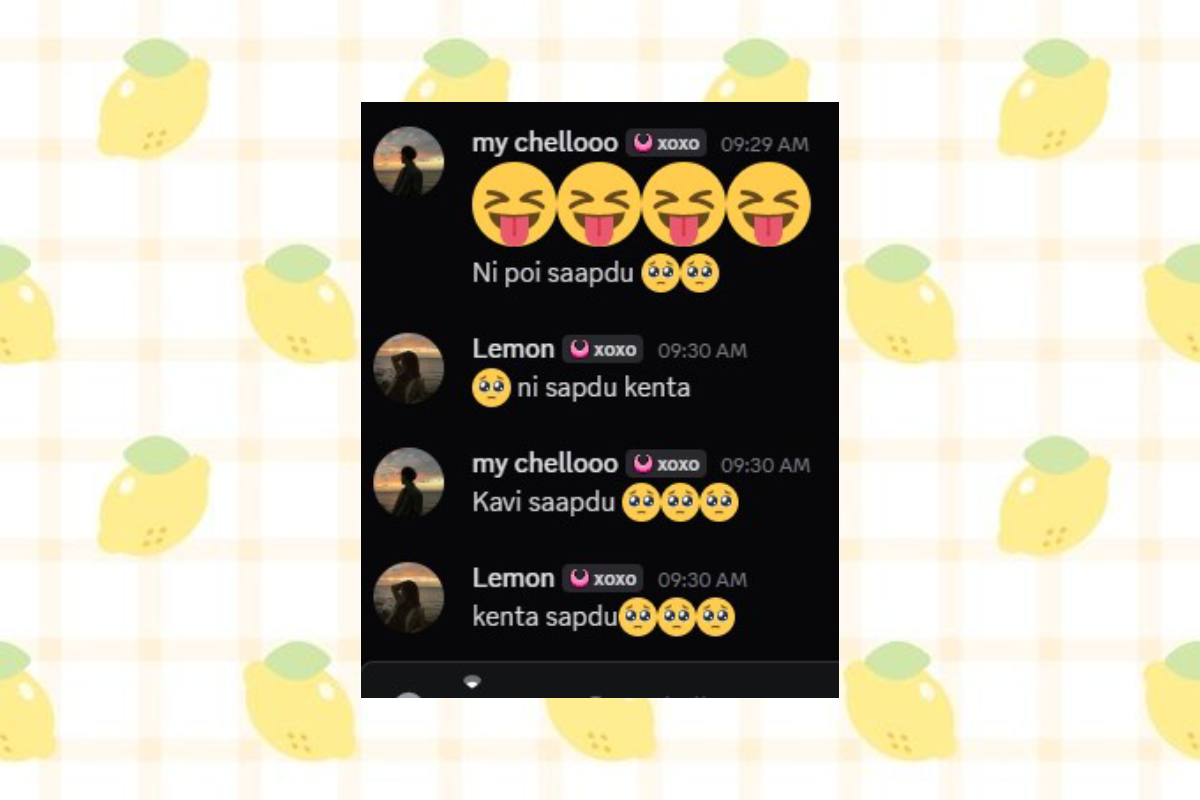 my chellooo xoxo 09:29 AM
😝😝😝😝
Ni poi saapdu 🥺🥺
Lemon xoxo 09:30 AM
🥺 ni sapdu kenta
my chellooo xoxo 09:30 AM
Kavi saapdu 🥺🥺🥺
Lemon xoxo 09:30 AM
kenta sapdu🥺🥺🥺